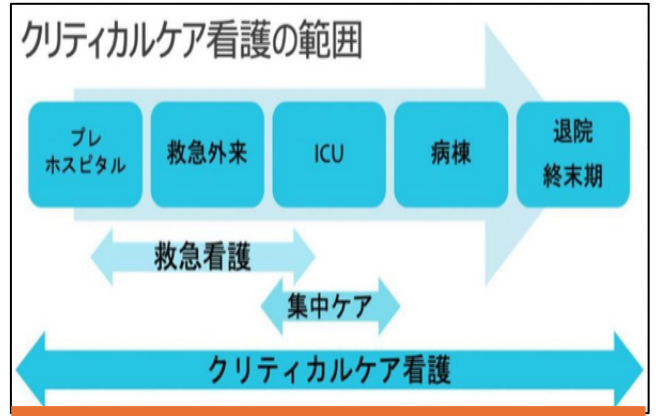 クリティカルケア看護の範囲
プレ
ホスピタル
救急外来
ICU
病棟
退院
終末期
救急看護
集中ケア
クリティカルケア看護